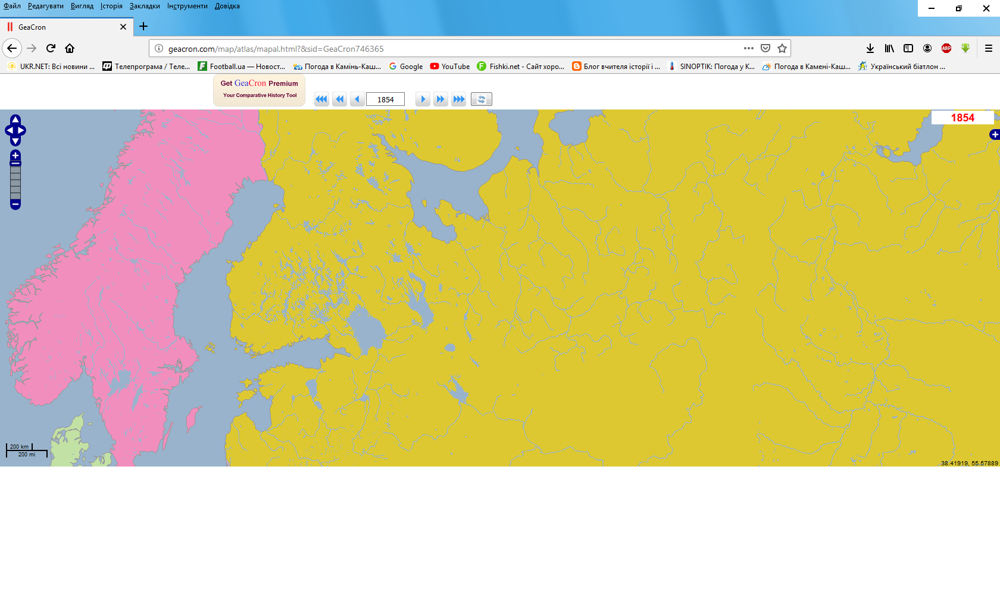 Файл Редагувати Вигляд Історія Закладки Інструменти Довідка
GeaCron
geacron.com/map/atlas/mapal.html?&sid=GeaCron746365
UKR.NET: Всі новини ... Телепрограма / Теле... Football.ua — Новост... Погода в Камінь-Каш... Google YouTube Fishki.net - Сайт хоро... Блог вчителя історії і ... SINOPTIK: Погода у К... Погода в Камені-Каш... Український біатлон ...
ABP
Get GeaCron Premium
Your Comparative History Tool
1854
1854
200 km
200 mi
38.41919, 55.57889